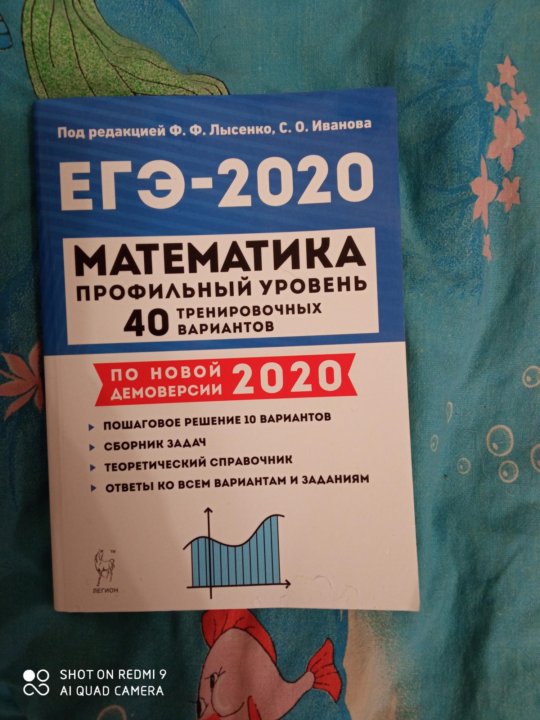 Под редакцией Ф. Ф. Лысенко, С. О. Иванова
ЕГЭ-2020
МАТЕМАТИКА
ПРОФИЛЬНЫЙ УРОВЕНЬ
40 ТРЕНИРОВОЧНЫХ
ВАРИАНТОВ
ПО НОВОЙ
ДЕМОВЕРСИИ 2020
ПОШАГОВОЕ РЕШЕНИЕ 10 ВАРИАНТОВ
СБОРНИК ЗАДАЧ
ТЕОРЕТИЧЕСКИЙ СПРАВОЧНИК
ОТВЕТЫ КО ВСЕМ ВАРИАНТАМ И ЗАДАНИЯМ
TM
ЛЕГИОН
SHOT ON REDMI 9
AI QUAD CAMERA